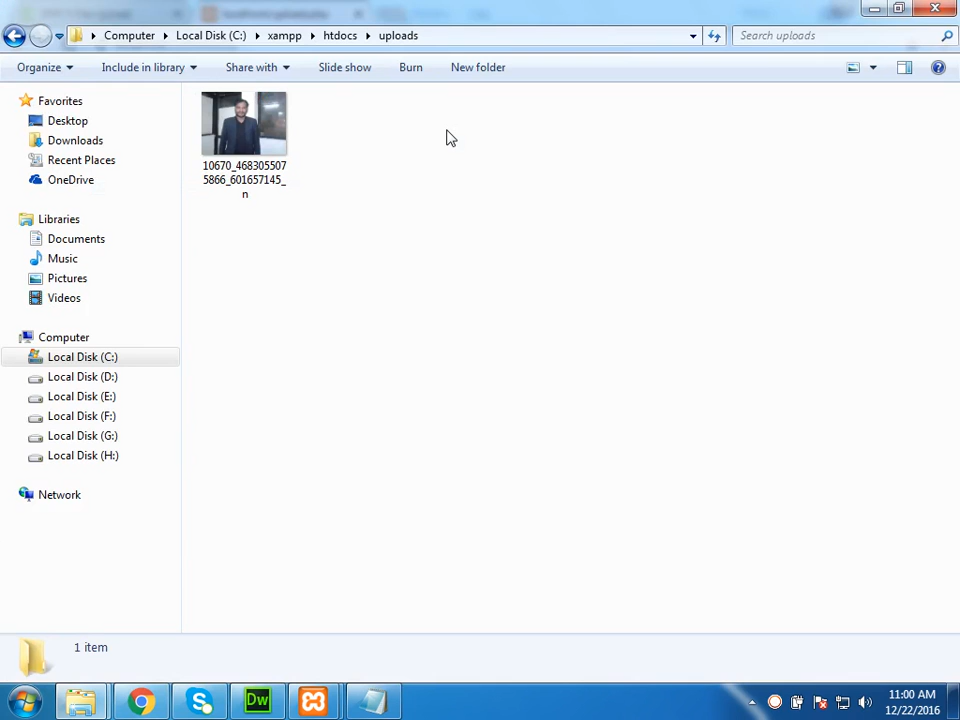 Computer Local Disk (C:) xampp htdocs uploads
Search uploads
Organize Include in library Share with Slide show Burn New folder
Favorites
Desktop
Downloads
Recent Places
OneDrive
Libraries
Documents
Music
Pictures
Videos
Computer
Local Disk (C:)
Local Disk (D:)
Local Disk (E:)
Local Disk (F:)
Local Disk (G:)
Local Disk (H:)
Network
10670_468305507
5866_601657145_
n
1 item
Dw
11:00 AM
12/22/2016